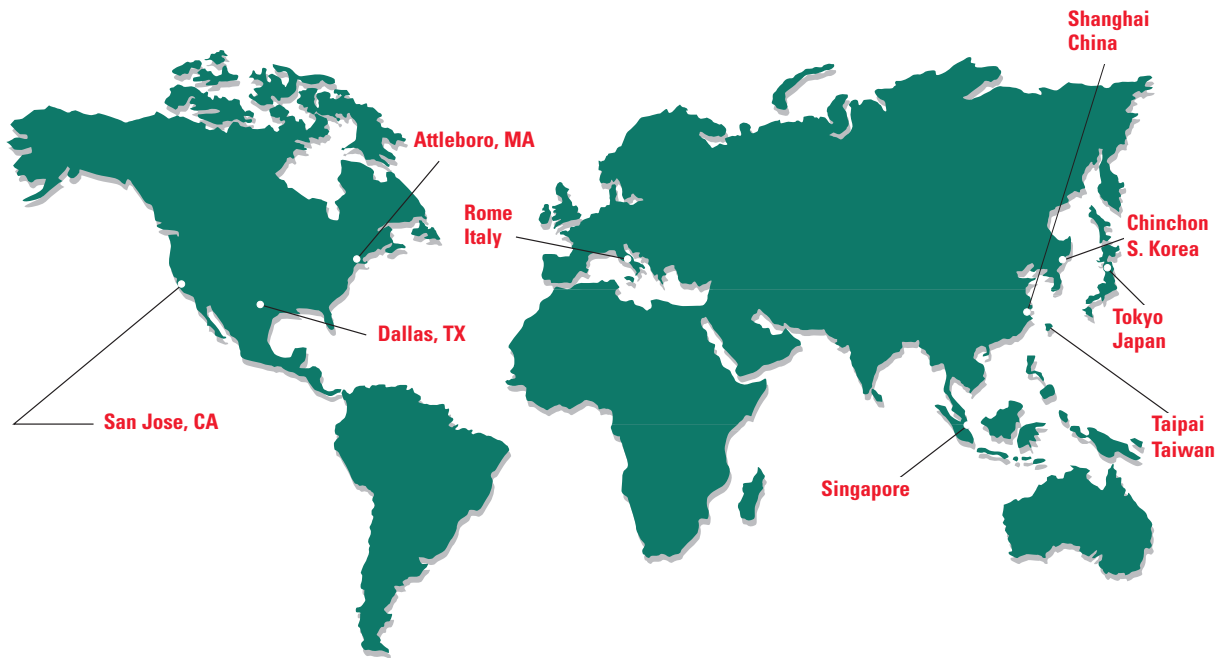 Shanghai
China
Attleboro, MA
Rome
Italy
Chinchon
S. Korea
Tokyo
Japan
Dallas, TX
San Jose, CA
Taipai
Taiwan
Singapore